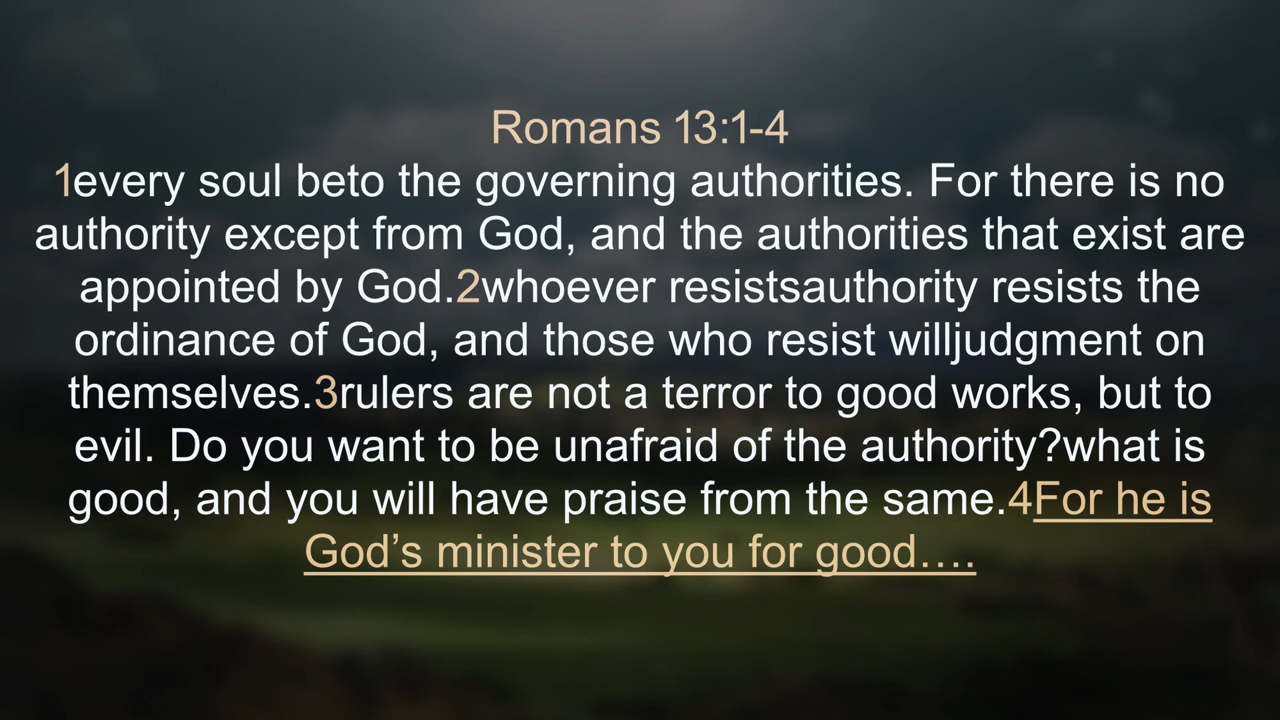 Romans 13:1-4
1every soul beto the governing authorities. For there is no
authority except from God, and the authorities that exist are
appointed by God.2whoever resistsauthority resists the
ordinance of God, and those who resist willjudgment on
themselves.3rulers are not a terror to good works, but to
evil. Do you want to be unafraid of the authority?what is
good, and you will have praise from the same.4For he is
God’s minister to you for good….